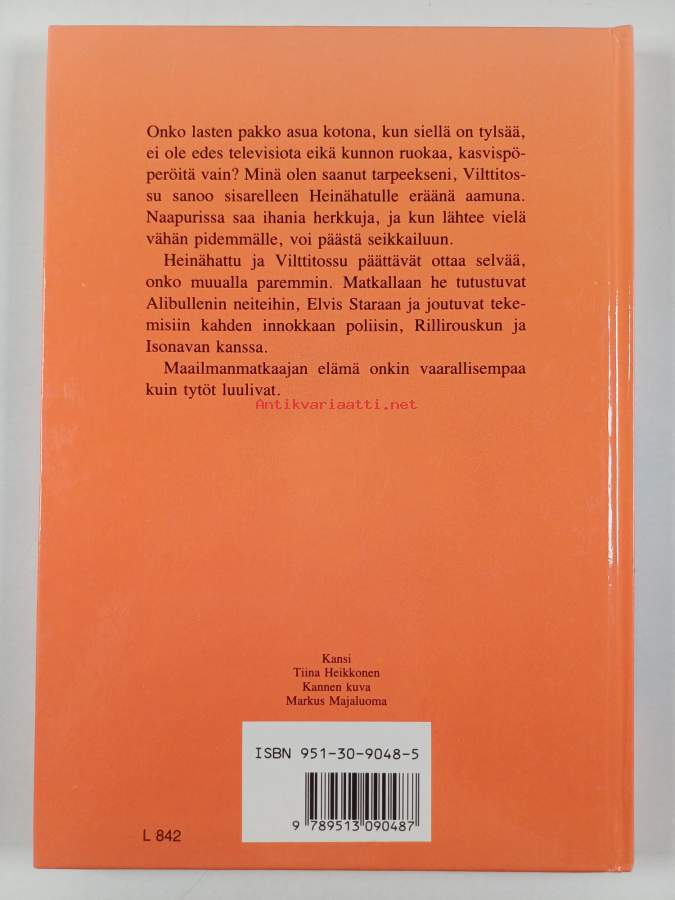 Onko lasten pakko asua kotona, kun siellä on tylsää,
ei ole edes televisiota eikä kunnon ruokaa, kasvispö-
peröitä vain? Minä olen saanut tarpeekseni, Vilttitos-
su sanoo sisarelleen Heinähatulle eräänä aamuna.
Naapurissa saa ihania herkkuja, ja kun lähtee vielä
vähän pidemmälle, voi päästä seikkailuun.
Heinähattu ja Vilttitossu päättävät ottaa selvää,
onko muualla paremmin. Matkallaan he tutustuvat
Alibullenin neiteihin, Elvis Staraan ja joutuvat teke-
misiin kahden innokkaan poliisin, Rillirouskun ja
Isonavan kanssa.
Maailmanmatkaajan elämä onkin vaarallisempaa
kuin tytöt luulivat.
Antikvariaatti.net
Kansi
Tiina Heikkonen
Kannen kuva
Markus Majaluoma
ISBN 951-30-9048-5
9 789513 090487
L 842